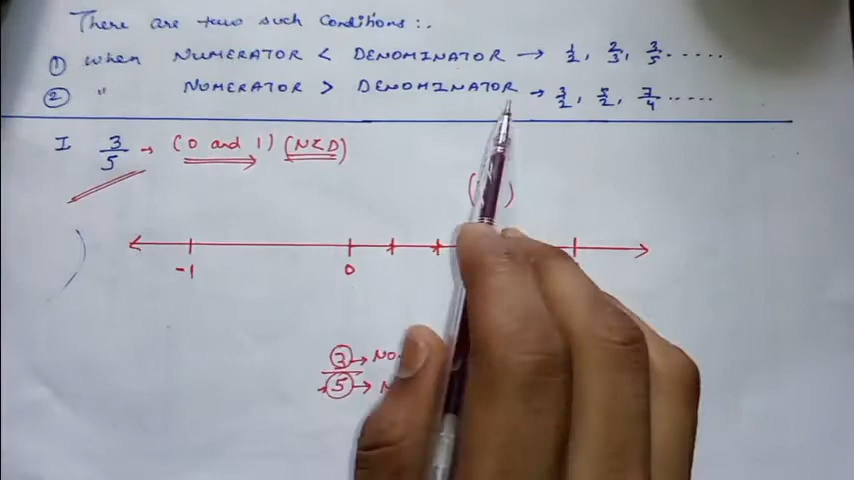 There are two such Conditions:.
① when NUMERATOR < DENOMINATOR → 1/2, 2/3, 3/5 ......
② " NUMERATOR > DENOMINATOR → 3/2, 5/2, 7/4 .....
I 3/5 → (0 and 1) (N<D)
-1 0
3 → NO
5 →